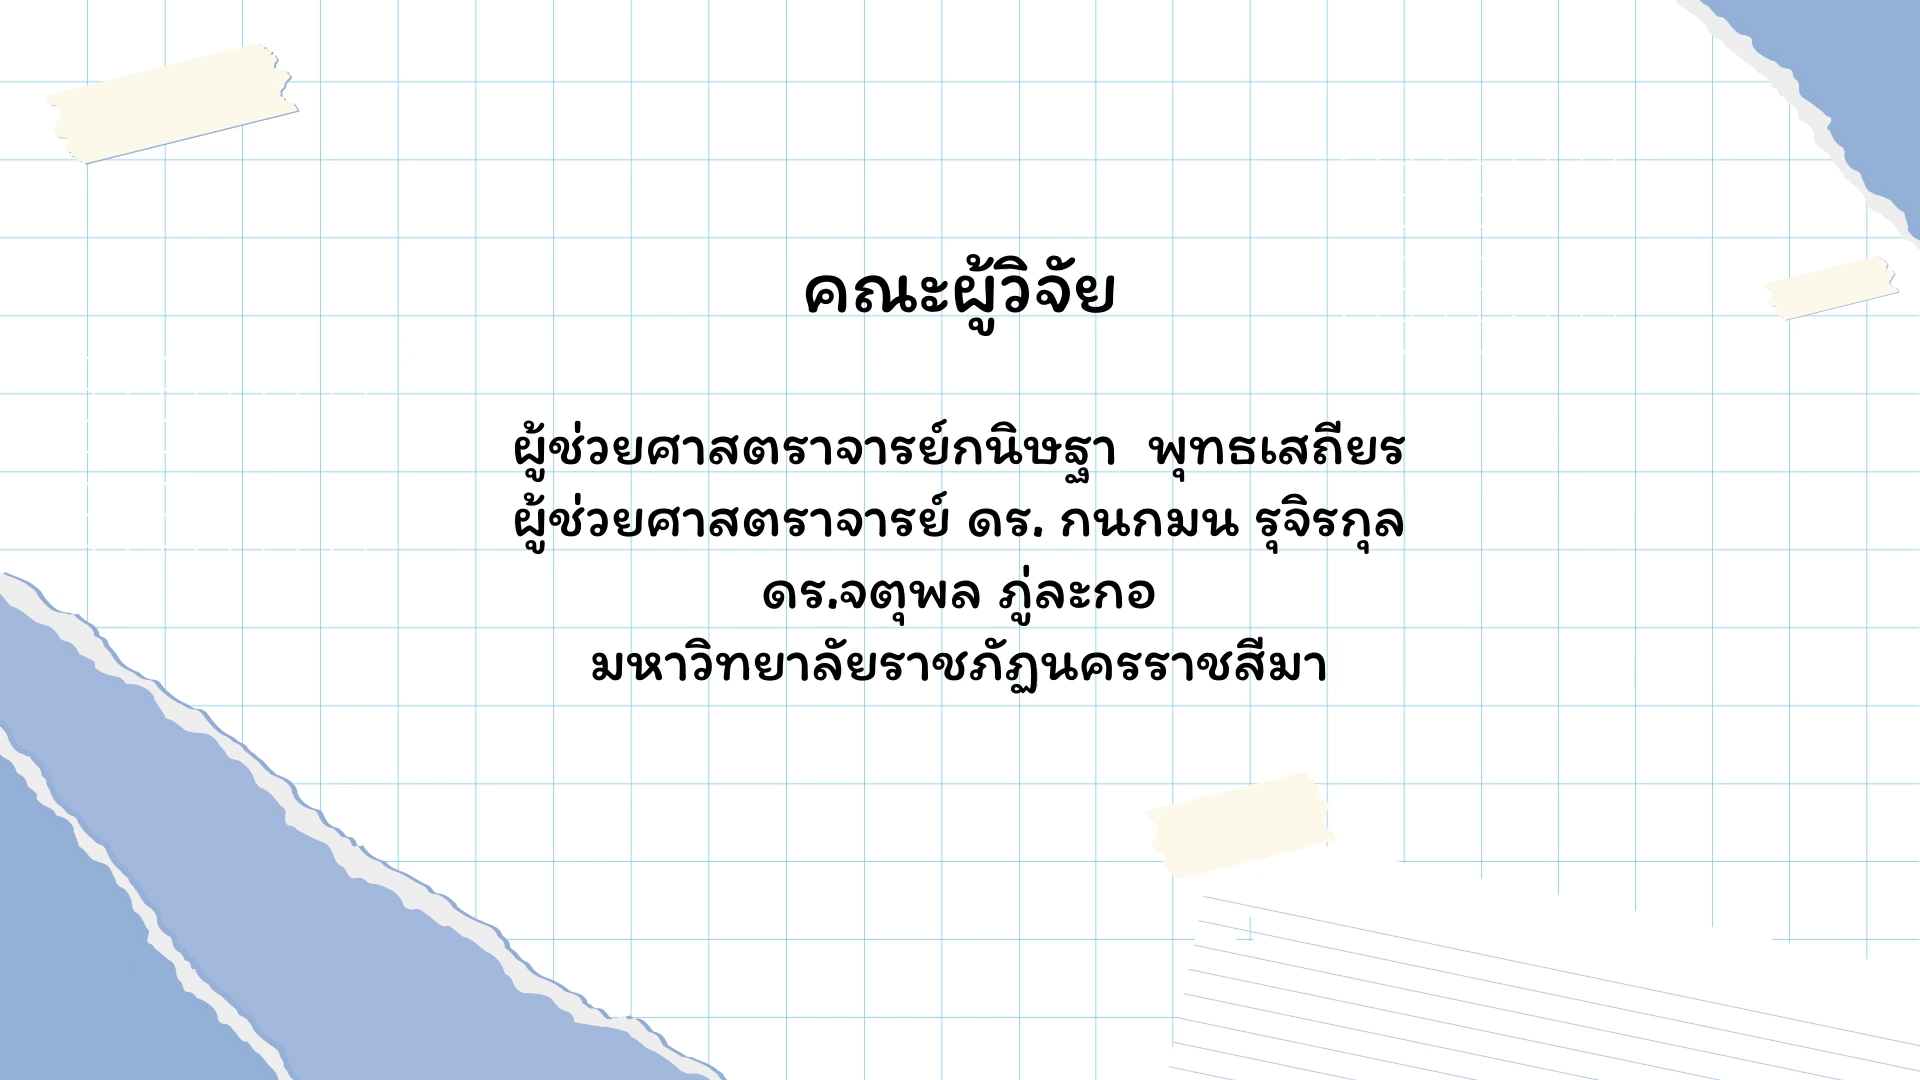 คณะผู้วิจัย
ผู้ช่วยศาสตราจารย์กนิษฐา  พุทธเสถียร
ผู้ช่วยศาสตราจารย์ ดร. กนกมน รุจิรกุล
ดร.จตุพล ภู่ละกอ
มหาวิทยาลัยราชภัฏนครราชสีมา